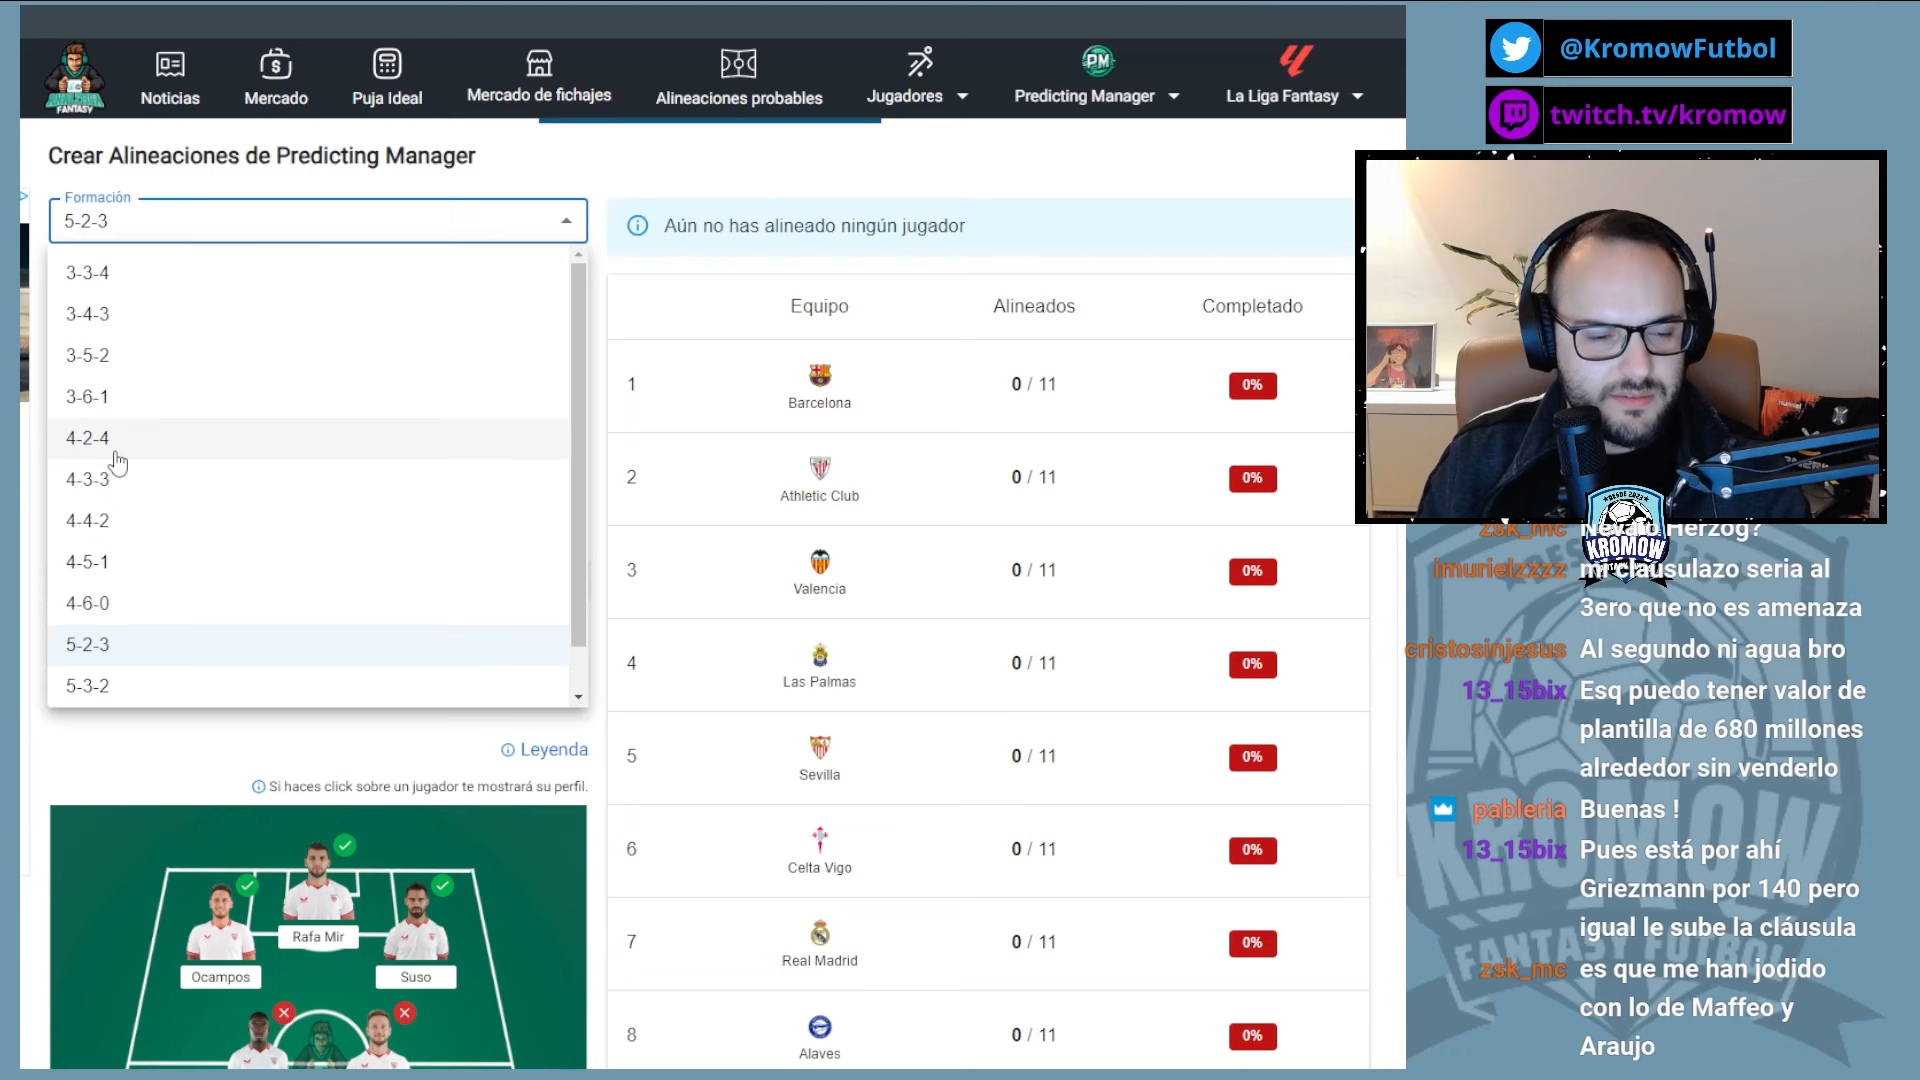 Noticias
Mercado
Puja Ideal
Mercado de fichajes
Alineaciones probables
Jugadores
PM
Predicting Manager
La Liga Fantasy
FANTASY
Crear Alineaciones de Predicting Manager
Formación
5-2-3
3-3-4
3-4-3
3-5-2
3-6-1
4-2-4
4-3-3
4-4-2
4-5-1
4-6-0
5-2-3
5-3-2
Leyenda
Si haces click sobre un jugador te mostrará su perfil.
Rafa Mir
Ocampos
Suso
Aún no has alineado ningún jugador
Equipo Alineados Completado
1 Barcelona 0 / 11 0%
2 Athletic Club 0 / 11 0%
3 Valencia 0 / 11 0%
4 Las Palmas 0 / 11 0%
5 Sevilla 0 / 11 0%
6 Celta Vigo 0 / 11 0%
7 Real Madrid 0 / 11 0%
8 Alaves 0 / 11 0%
@KromowFutbol
twitch.tv/kromow
DESDE 2023
KROMOW
zsk_mc Herzog?
imurielzzzz mi clausulazo seria al
3ero que no es amenaza
cristosinjesus Al segundo ni agua bro
13_15bix Esq puedo tener valor de
plantilla de 680 millones
alrededor sin venderlo
pableria Buenas !
13_15bix Pues está por ahí
Griezmann por 140 pero
igual le sube la cláusula
zsk_mc es que me han jodido
con lo de Maffeo y
Araujo
KROMOW
FANTASY FUTBOL